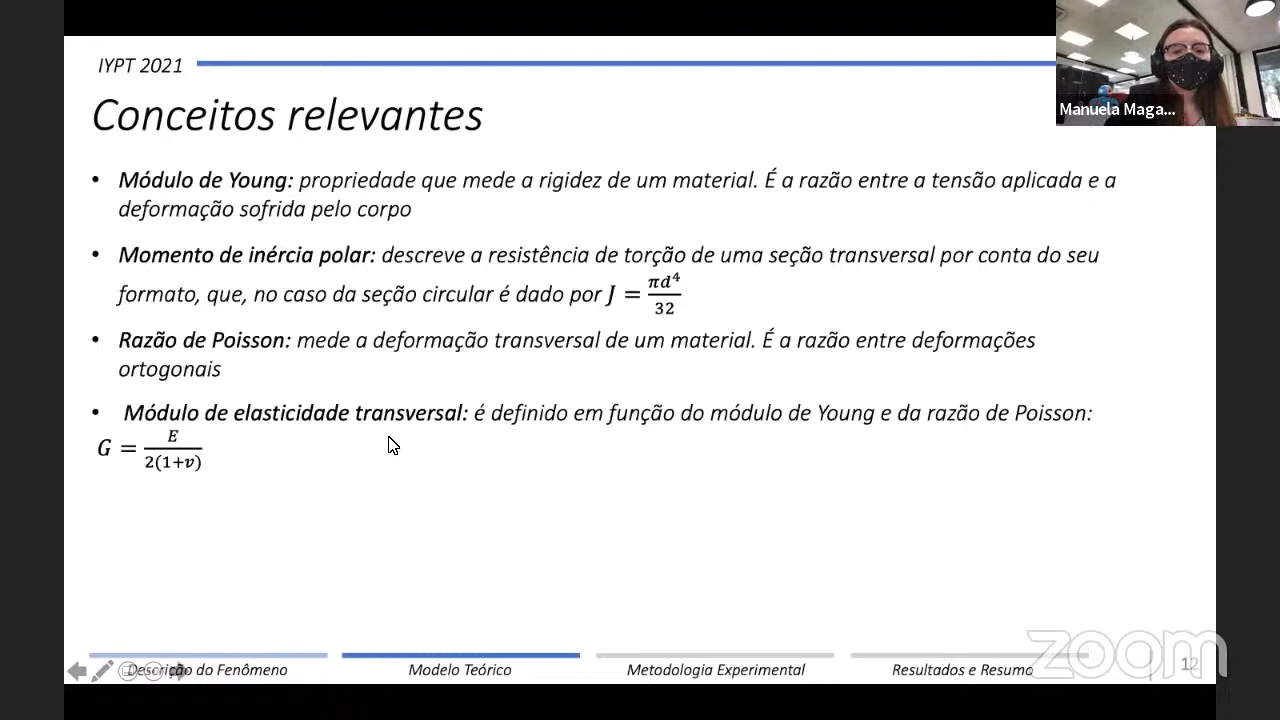 IYPT 2021
Conceitos relevantes
Manuela Maga...
• Módulo de Young: propriedade que mede a rigidez de um material. É a razão entre a tensão aplicada e a
deformação sofrida pelo corpo
• Momento de inércia polar: descreve a resistência de torção de uma seção transversal por conta do seu
formato, que, no caso da seção circular é dado por J = πd⁴/32
• Razão de Poisson: mede a deformação transversal de um material. É a razão entre deformações
ortogonais
• Módulo de elasticidade transversal: é definido em função do módulo de Young e da razão de Poisson:
G = E/2(1+v)
Descrição do Fenômeno
Modelo Teórico
Metodologia Experimental
Resultados e Resumo
12
zoom